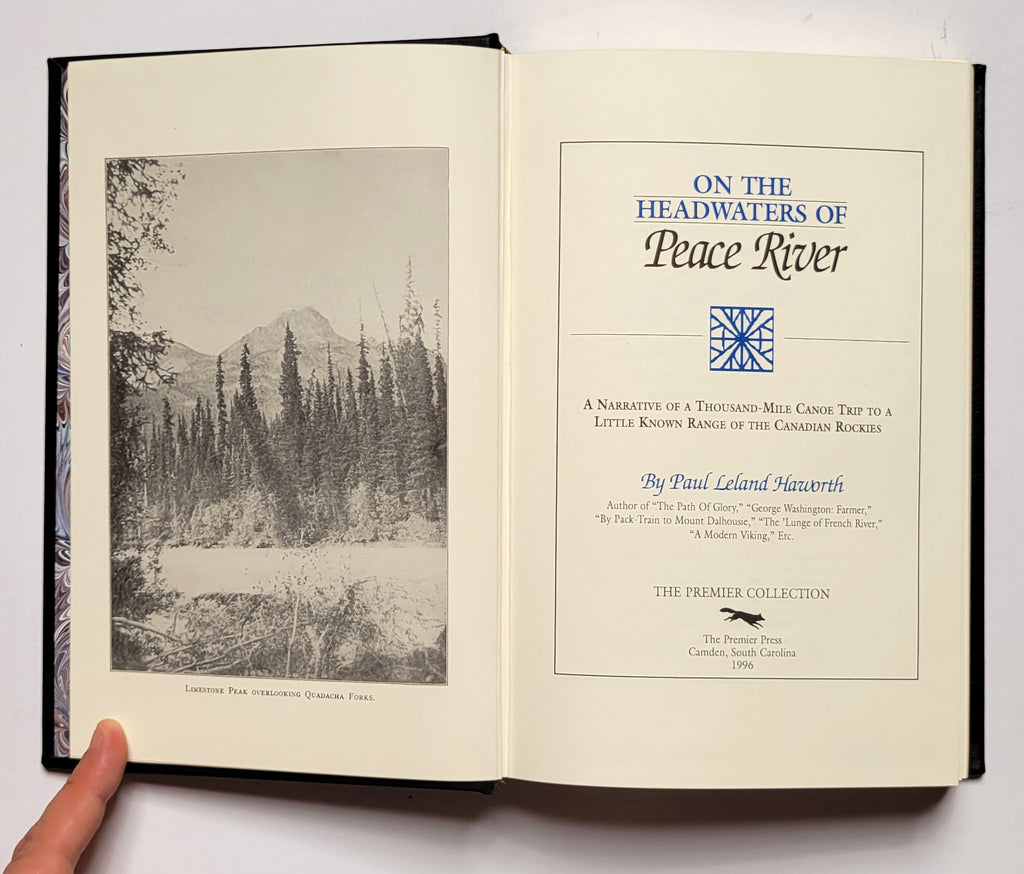 LIMESTONE PEAK OVERLOOKING QUADACHA FORKS.
ON THE
HEADWATERS OF
Peace River
A NARRATIVE OF A THOUSAND-MILE CANOE TRIP TO A
LITTLE KNOWN RANGE OF THE CANADIAN ROCKIES
By Paul Leland Haworth
Author of “The Path Of Glory,” “George Washington: Farmer,”
“By Pack-Train to Mount Dalhousie,” “The ’Lunge of French River,”
“A Modern Viking,” Etc.
THE PREMIER COLLECTION
The Premier Press
Camden, South Carolina
1996